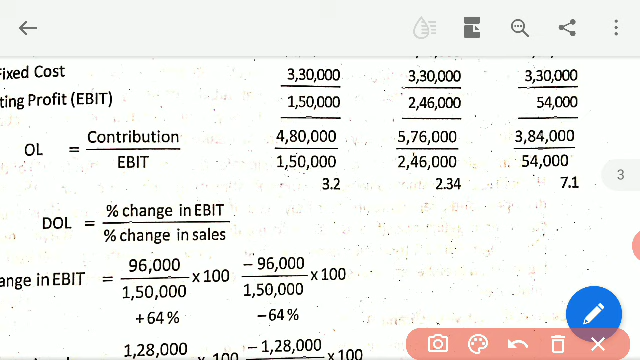 Fixed Cost 3,30,000 3,30,000 3,30,000
ting Profit (EBIT) 1,50,000 2,46,000 54,000
OL = Contribution / EBIT 4,80,000 / 1,50,000 5,76,000 / 2,46,000 3,84,000 / 54,000
3.2 2.34 7.1
3
DOL = % change in EBIT / % change in sales
ange in EBIT = 96,000 / 1,50,000 x 100 − 96,000 / 1,50,000 x 100
+64% −64%
1,28,000 x 100 − 1,28,000 x 100